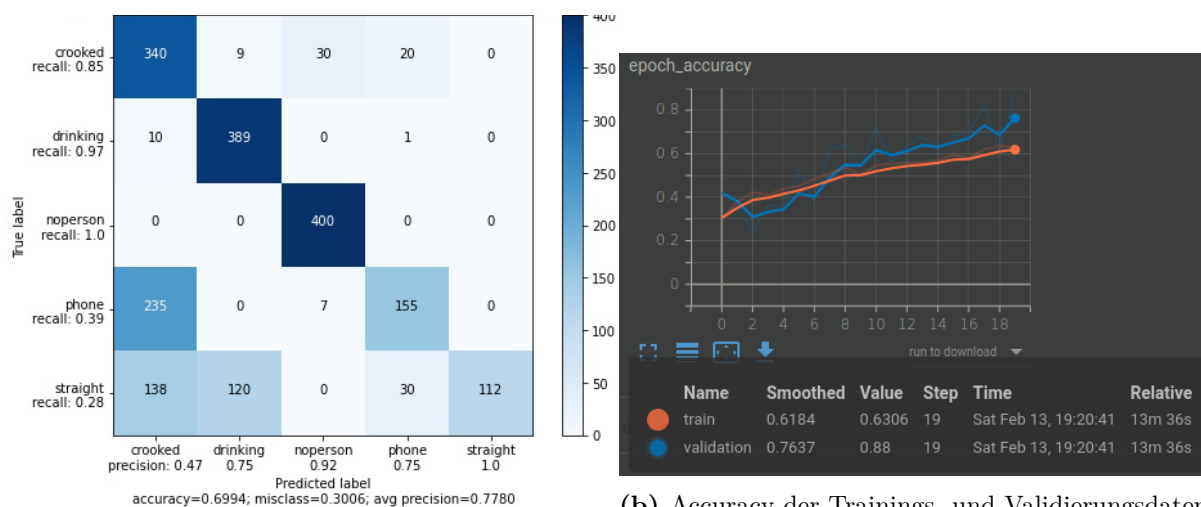 400
350
300
250
200
150
100
50
0
True label
crooked
recall: 0.85
340 9 30 20 0
drinking
recall: 0.97
10 389 0 0 1 0
noperson
recall: 1.0
0 0 400 0 0
phone
recall: 0.39
235 0 7 155 0
straight
recall: 0.28
138 120 0 30 112
crooked drinking noperson phone straight
precision: 0.47 0.75 0.92 0.75 1.0
Predicted label
accuracy=0.6994; misclass=0.3006; avg precision=0.7780
epoch_accuracy
0.8
0.6
0.4
0.2
0
0 2 4 6 8 10 12 14 16 18
run to download
Name Smoothed Value Step Time Relative
train 0.6184 0.6306 19 Sat Feb 13, 19:20:41 13m 36s
validation 0.7637 0.88 19 Sat Feb 13, 19:20:41 13m 36s
(b) Accuracy der Trainings- und Validierungsdaten